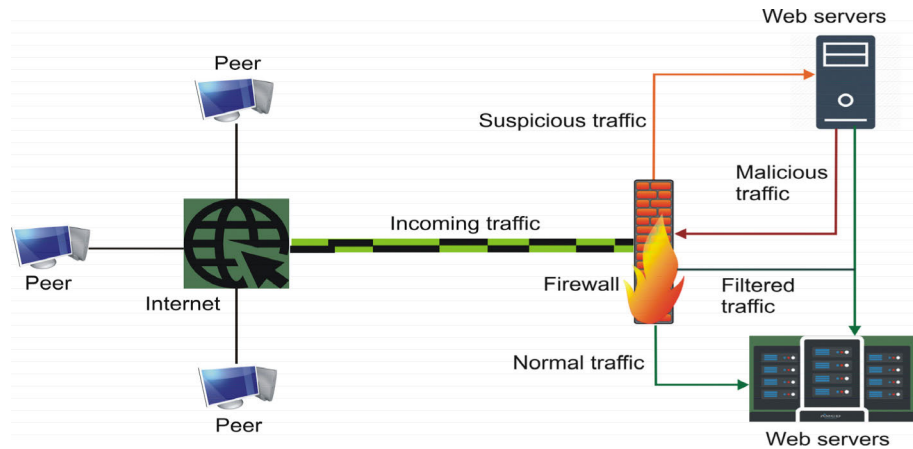 Web servers
Peer
Suspicious traffic
Malicious
traffic
Incoming traffic
Peer
Internet
Firewall
Filtered
traffic
Normal traffic
Peer
Web servers